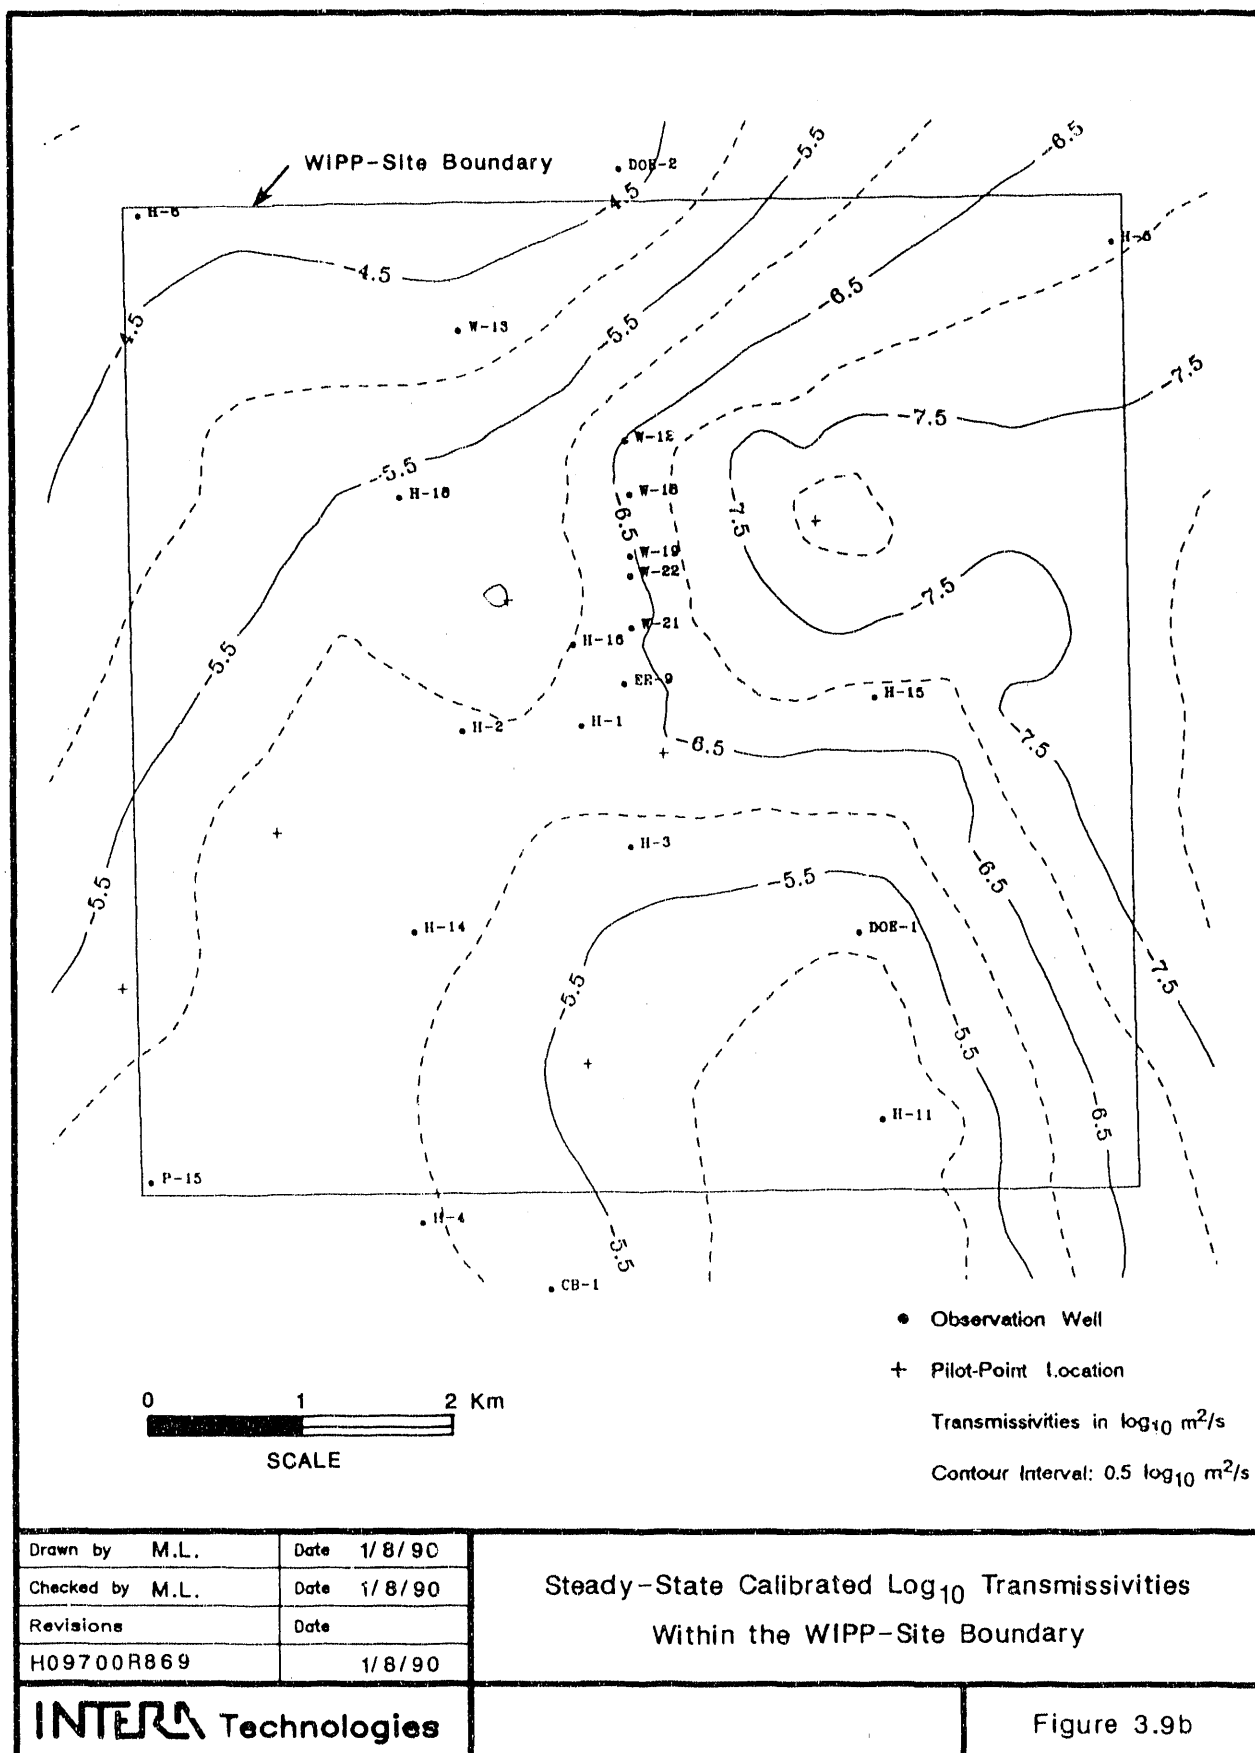 WIPP-Site Boundary
DOE-2
-5.5
-6.5
-4.5
H-6
H-5
-4.5
-6.5
-4.5
W-13
-5.5
-7.5
-7.5
W-12
-5.5
H-18
W-18
-6.5
-7.5
W-19
W-22
-7.5
W-21
H-16
-5.5
ER-9
H-15
H-2
H-1
-6.5
-7.5
H-3
-5.5
-6.5
-5.5
H-14
DOE-1
-7.5
-5.5
-5.5
H-11
-6.5
P-15
H-4
-5.5
CB-1
Observation Well
+ Pilot-Point Location
Transmissivities in log10 m²/s
Contour Interval: 0.5 log10 m²/s
0 1 2 Km
SCALE
Drawn by M.L. Date 1/8/90
Checked by M.L. Date 1/8/90
Revisions Date
H09700R869 1/8/90
Steady-State Calibrated Log10 Transmissivities
Within the WIPP-Site Boundary
INTERA Technologies
Figure 3.9b